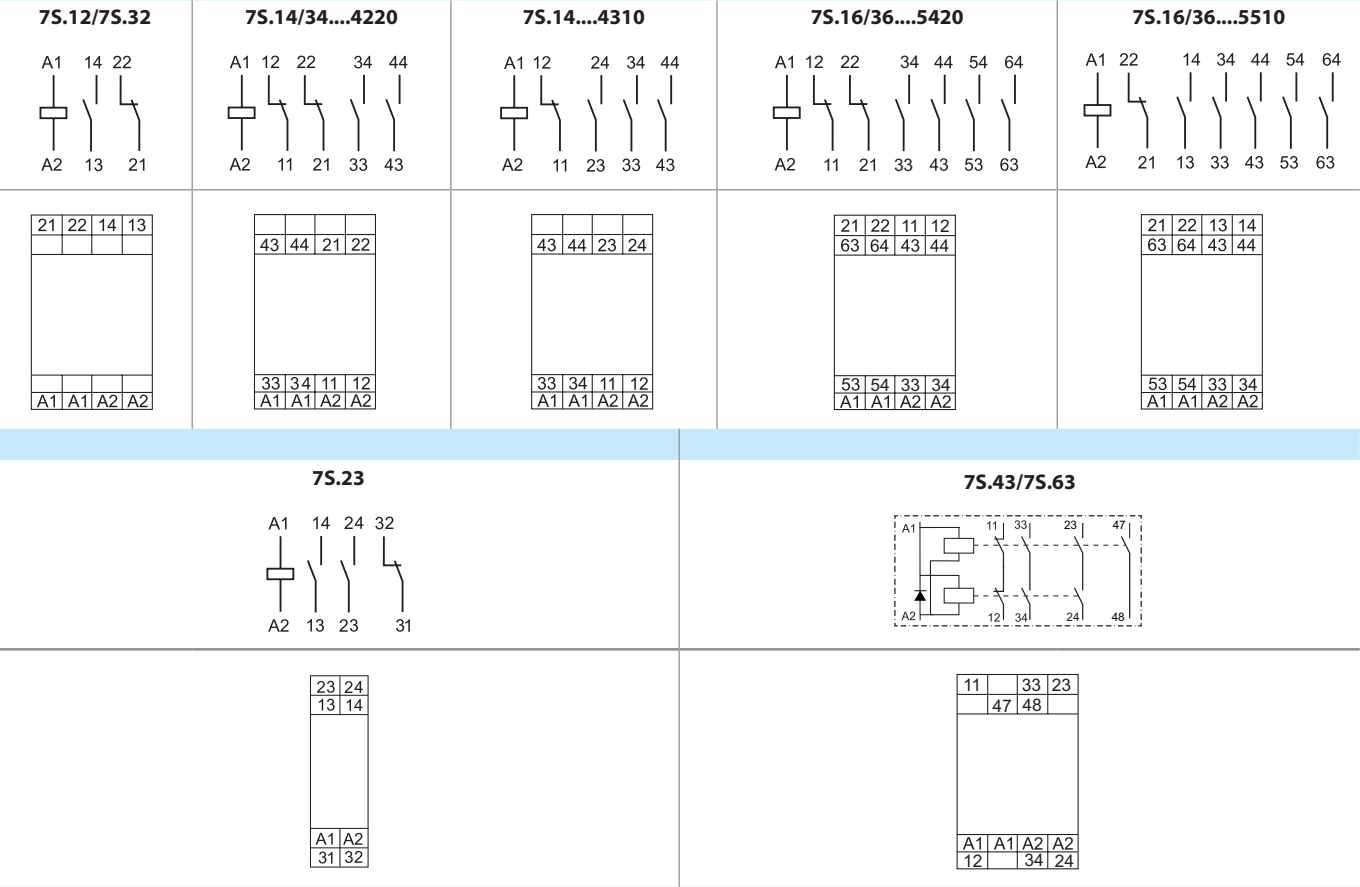 7S.12/7S.32
A1 14 22
A2 13 21
7S.14/34....4220
A1 12 22 34 44
A2 11 21 33 43
7S.14....4310
A1 12 24 34 44
A2 11 23 33 43
7S.16/36....5420
A1 12 22 34 44 54 64
A2 11 21 33 43 53 63
7S.16/36....5510
A1 22 14 34 44 54 64
A2 21 13 33 43 53 63
21 22 14 13
A1 A1 A2 A2
43 44 21 22
33 34 11 12
A1 A1 A2 A2
43 44 23 24
33 34 11 12
A1 A1 A2 A2
21 22 11 12
63 64 43 44
53 54 33 34
A1 A1 A2 A2
21 22 13 14
63 64 43 44
53 54 33 34
A1 A1 A2 A2
7S.23
A1 14 24 32
A2 13 23 31
7S.43/7S.63
A1 11 33 23 47
A2 12 34 24 48
23 24
13 14
A1 A2
31 32
11 33 23
47 48
A1 A1 A2 A2
12 34 24